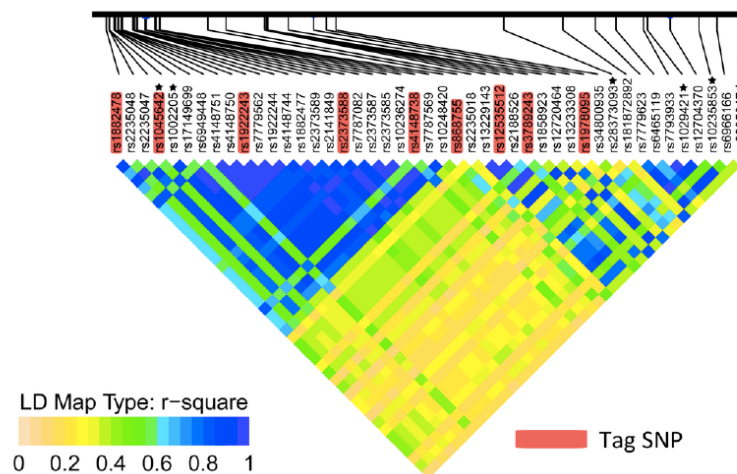 rs1882478
rs2235048
rs2235047
rs1045642
rs1002205
rs17149699
rs6949448
rs4148751
rs4148750
rs1922243
rs7779562
rs1922244
rs4148744
rs1882477
rs2373589
rs2141849
rs2373588
rs7787082
rs2373587
rs2373585
rs10236274
rs4148738
rs7787569
rs10248420
rs868755
rs2235018
rs13229143
rs12535512
rs2188526
rs3789243
rs1858923
rs12720464
rs13233308
rs1978095
rs34800935
rs28373093
rs181872892
rs7779623
rs6465119
rs7793933
rs10294217
rs12704370
rs10235853
rs6966166
LD Map Type: r−square
0 0.2 0.4 0.6 0.8 1
Tag SNP